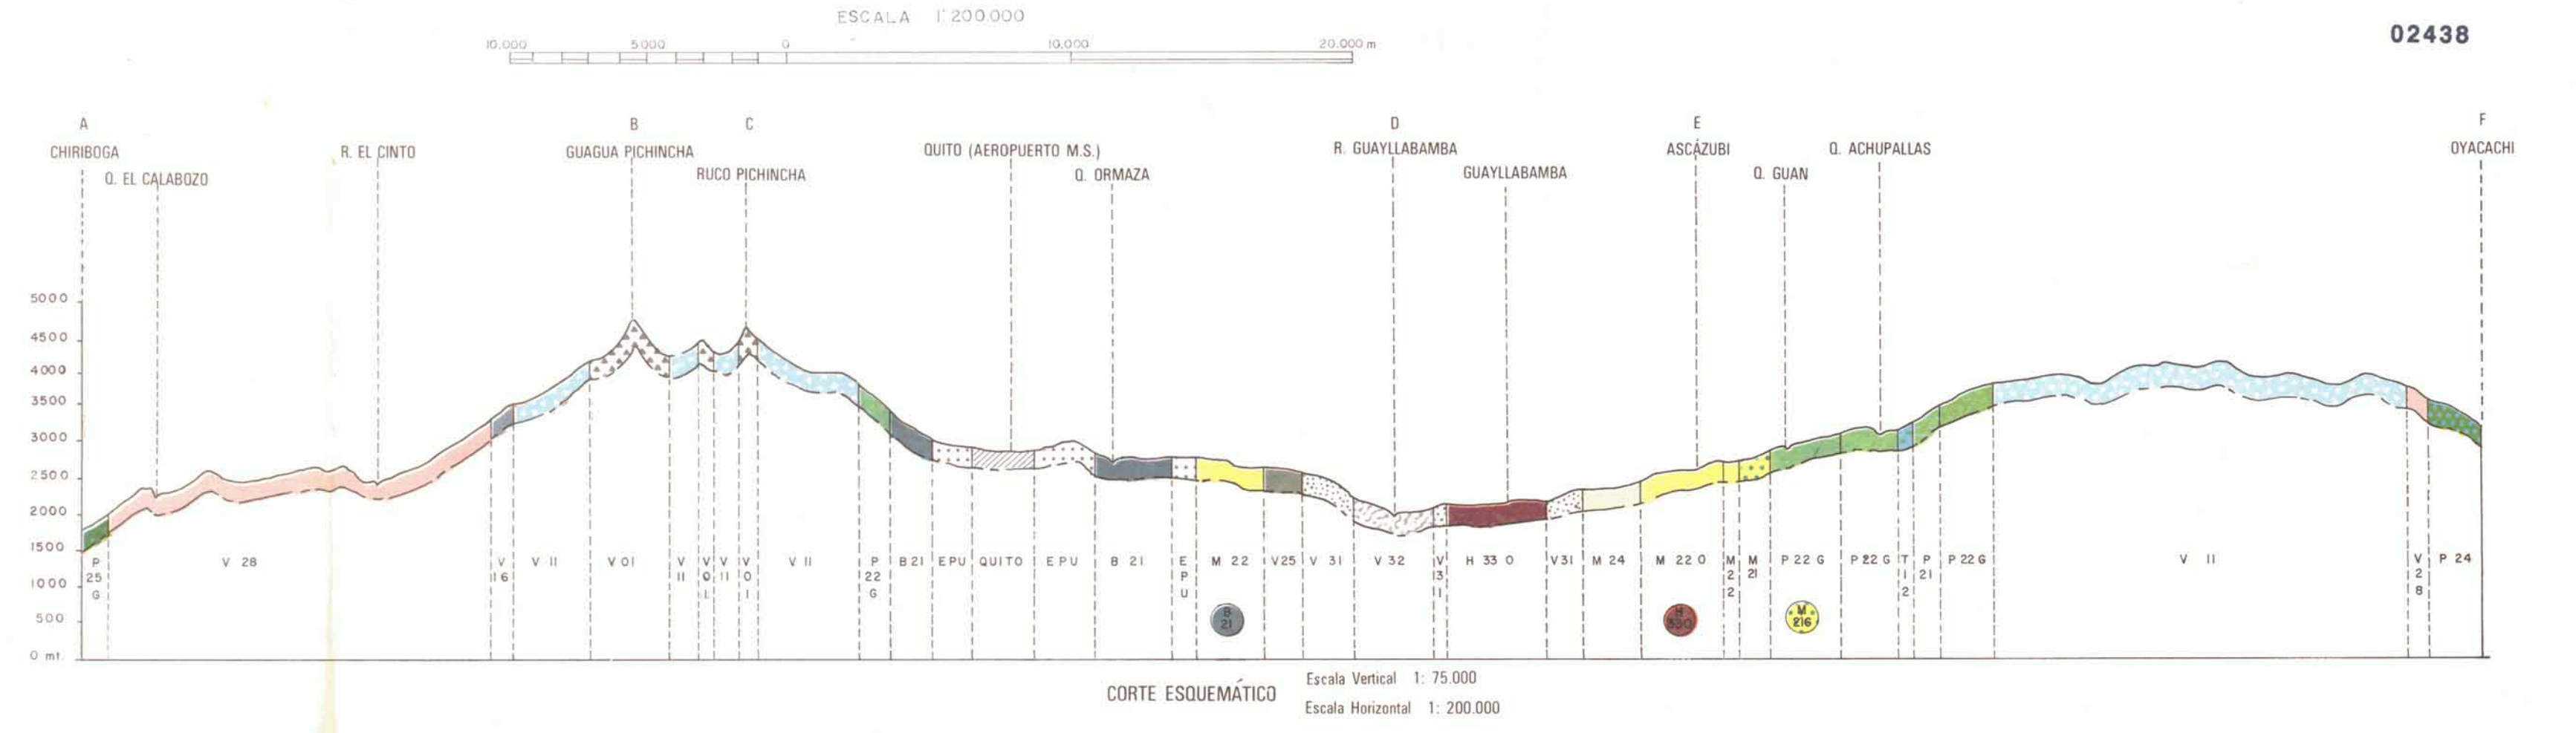 ESCALA 1:200.000
02438
10.000 5.000 0 10.000 20.000 m
A B C D E F
CHIRIBOGA
Q. EL CALABOZO
R. EL CINTO
GUAGUA PICHINCHA
RUCO PICHINCHA
QUITO (AEROPUERTO M.S.)
Q. ORMAZA
R. GUAYLLABAMBA
GUAYLLABAMBA
ASCÁZUBI
Q. GUAN
Q. ACHUPALLAS
OYACACHI
5000
4500
4000
3500
3000
2500
2000
1500
1000
500
0 mt.
P 25 G
V 28
V 116
V 11
V 01
V 11
V 01
V 11
V 01
V 11
P 22 G
B 21
EPU
QUITO
EPU
B 21
EPU
M 22
V25
V 31
V 32
V 31
H 33 0
V31
M 24
M 22 0
M 22
M 21
P 22 G
P 22 G
T 12
P 21
P 22 G
V 11
V 28
P 24
B 21
H 330
M 216
CORTE ESQUEMÁTICO
Escala Vertical 1: 75.000
Escala Horizontal 1: 200.000